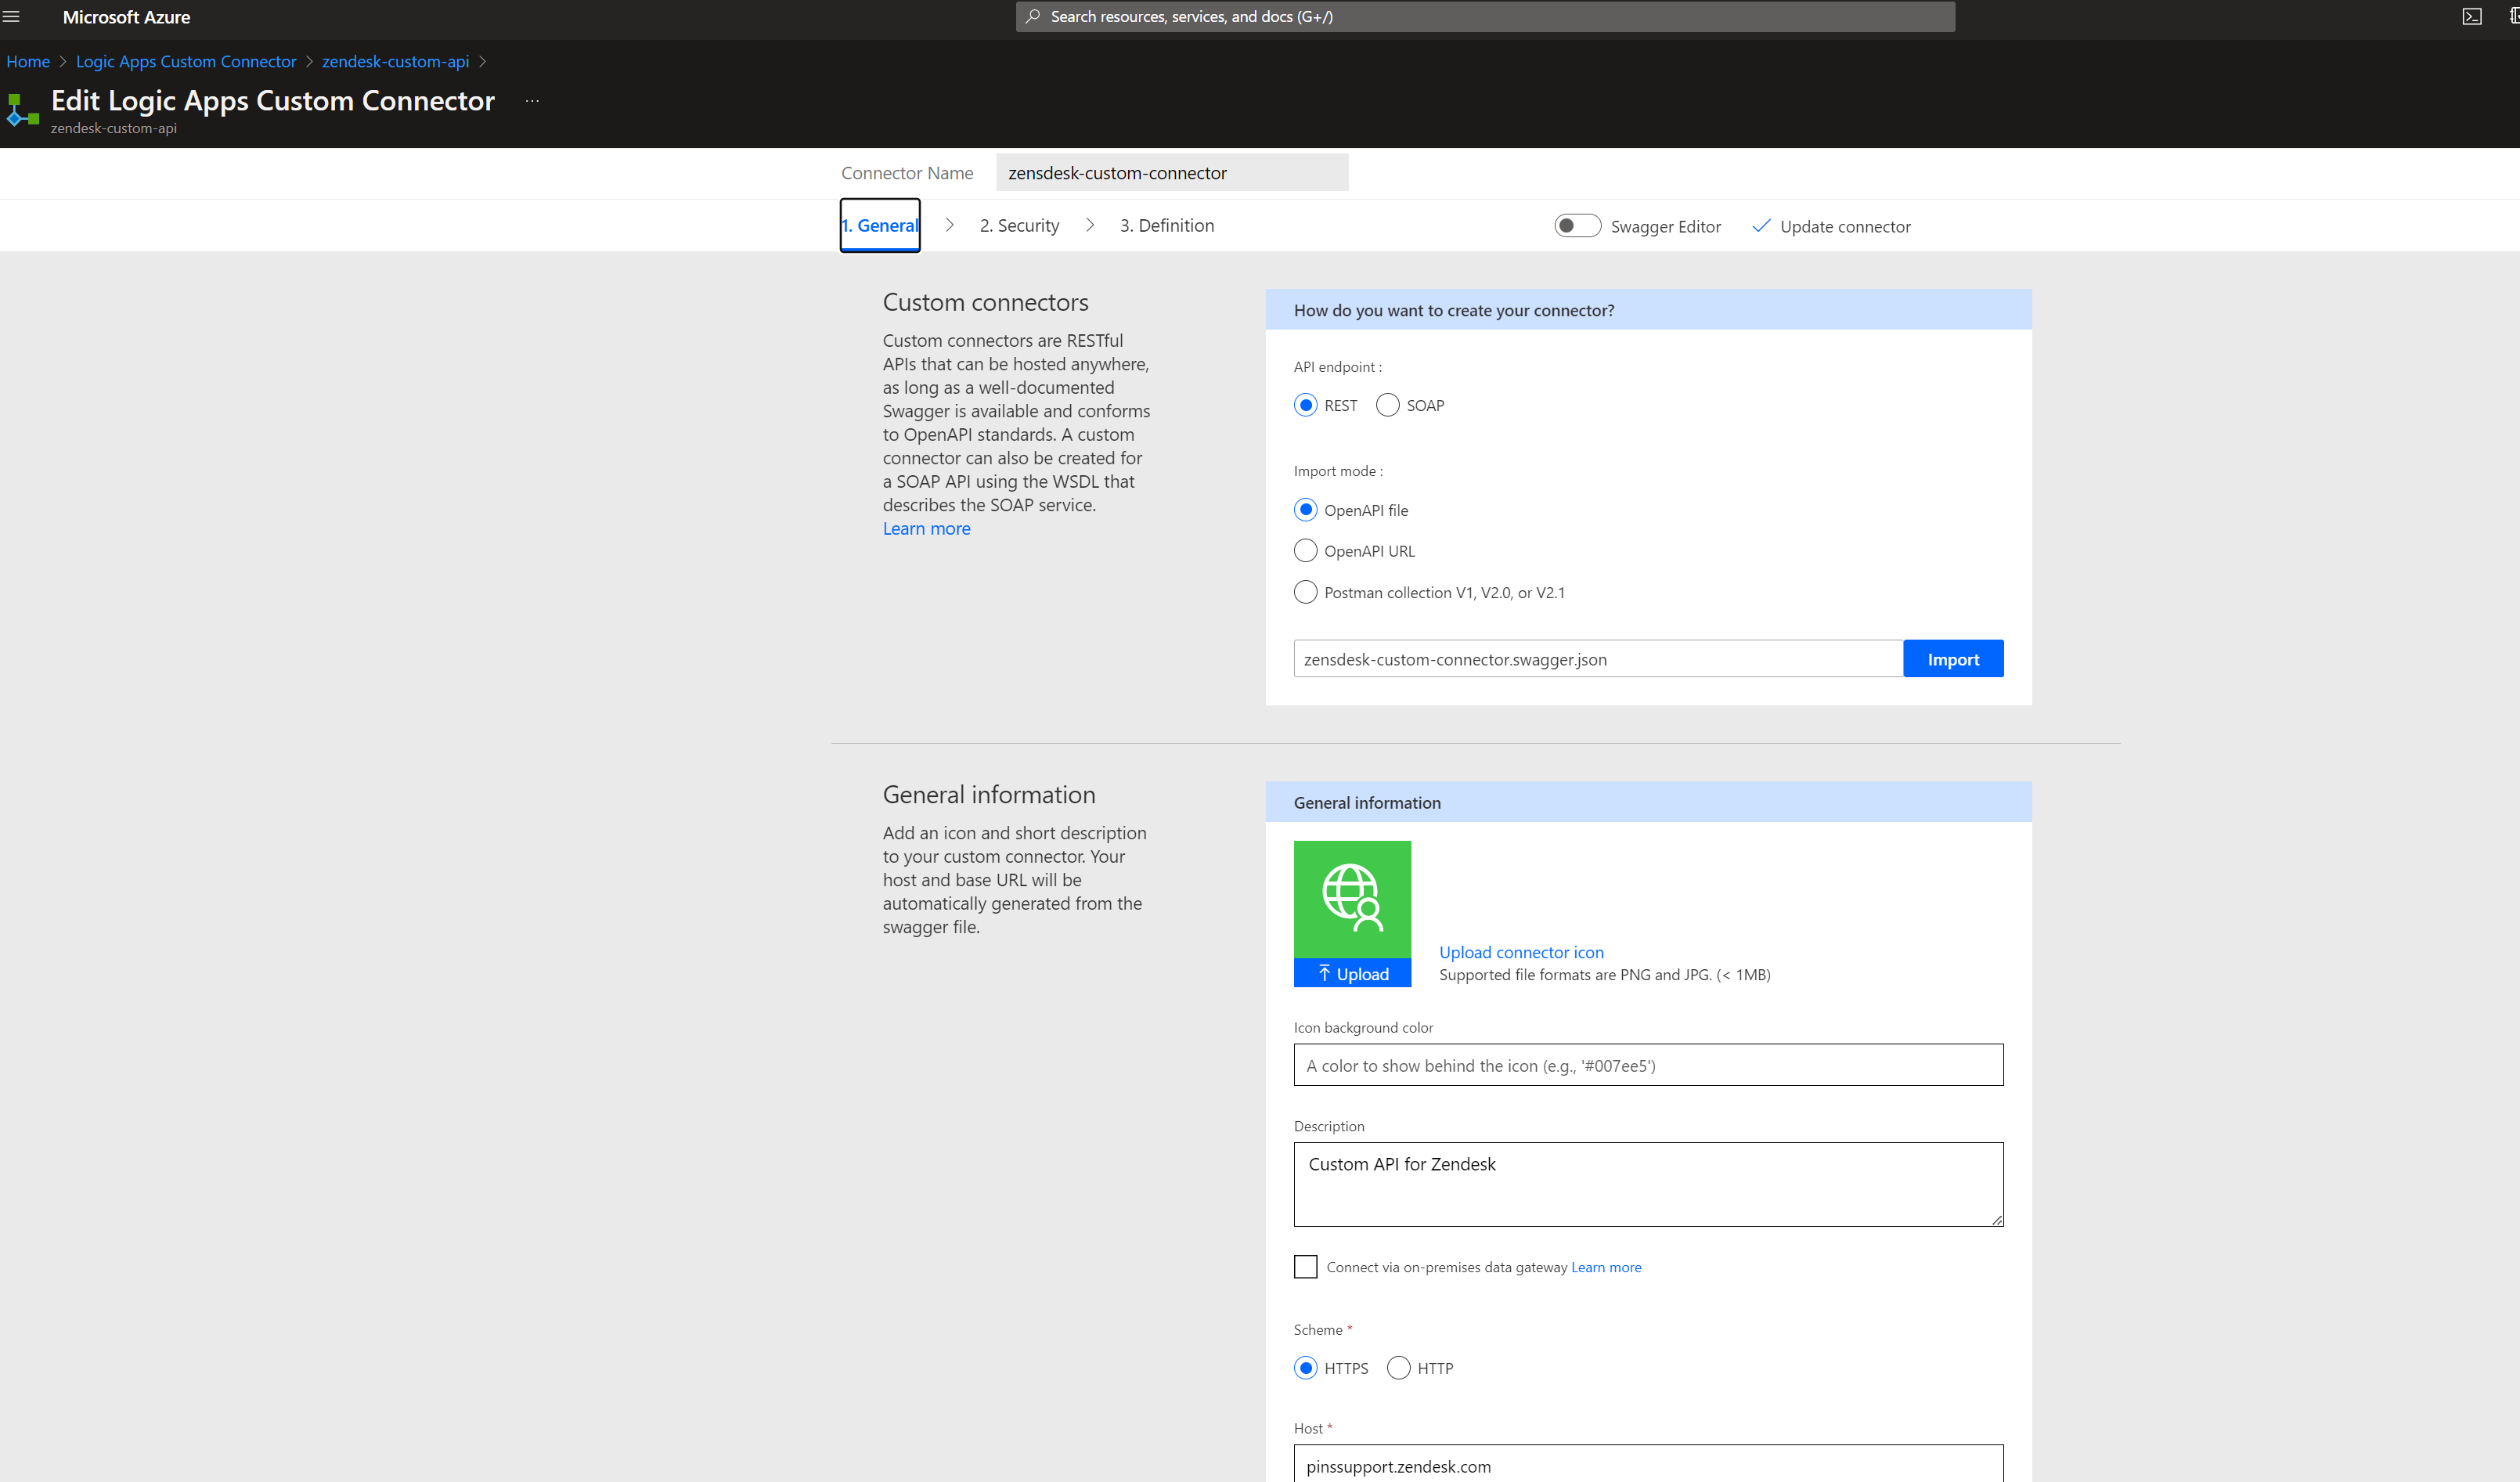 Microsoft Azure
Search resources, services, and docs (G+/)
Home > Logic Apps Custom Connector > zendesk-custom-api >
Edit Logic Apps Custom Connector ...
zendesk-custom-api
Connector Name zensdesk-custom-connector
1. General > 2. Security > 3. Definition Swagger Editor Update connector
Custom connectors
Custom connectors are RESTful
APIs that can be hosted anywhere,
as long as a well-documented
Swagger is available and conforms
to OpenAPI standards. A custom
connector can also be created for
a SOAP API using the WSDL that
describes the SOAP service.
Learn more
How do you want to create your connector?
API endpoint :
REST SOAP
Import mode :
OpenAPI file
OpenAPI URL
Postman collection V1, V2.0, or V2.1
zensdesk-custom-connector.swagger.json Import
General information
Add an icon and short description
to your custom connector. Your
host and base URL will be
automatically generated from the
swagger file.
General information
Upload
Upload connector icon
Supported file formats are PNG and JPG. (< 1MB)
Icon background color
A color to show behind the icon (e.g., '#007ee5')
Description
Custom API for Zendesk
Connect via on-premises data gateway Learn more
Scheme *
HTTPS HTTP
Host *
pinssupport.zendesk.com